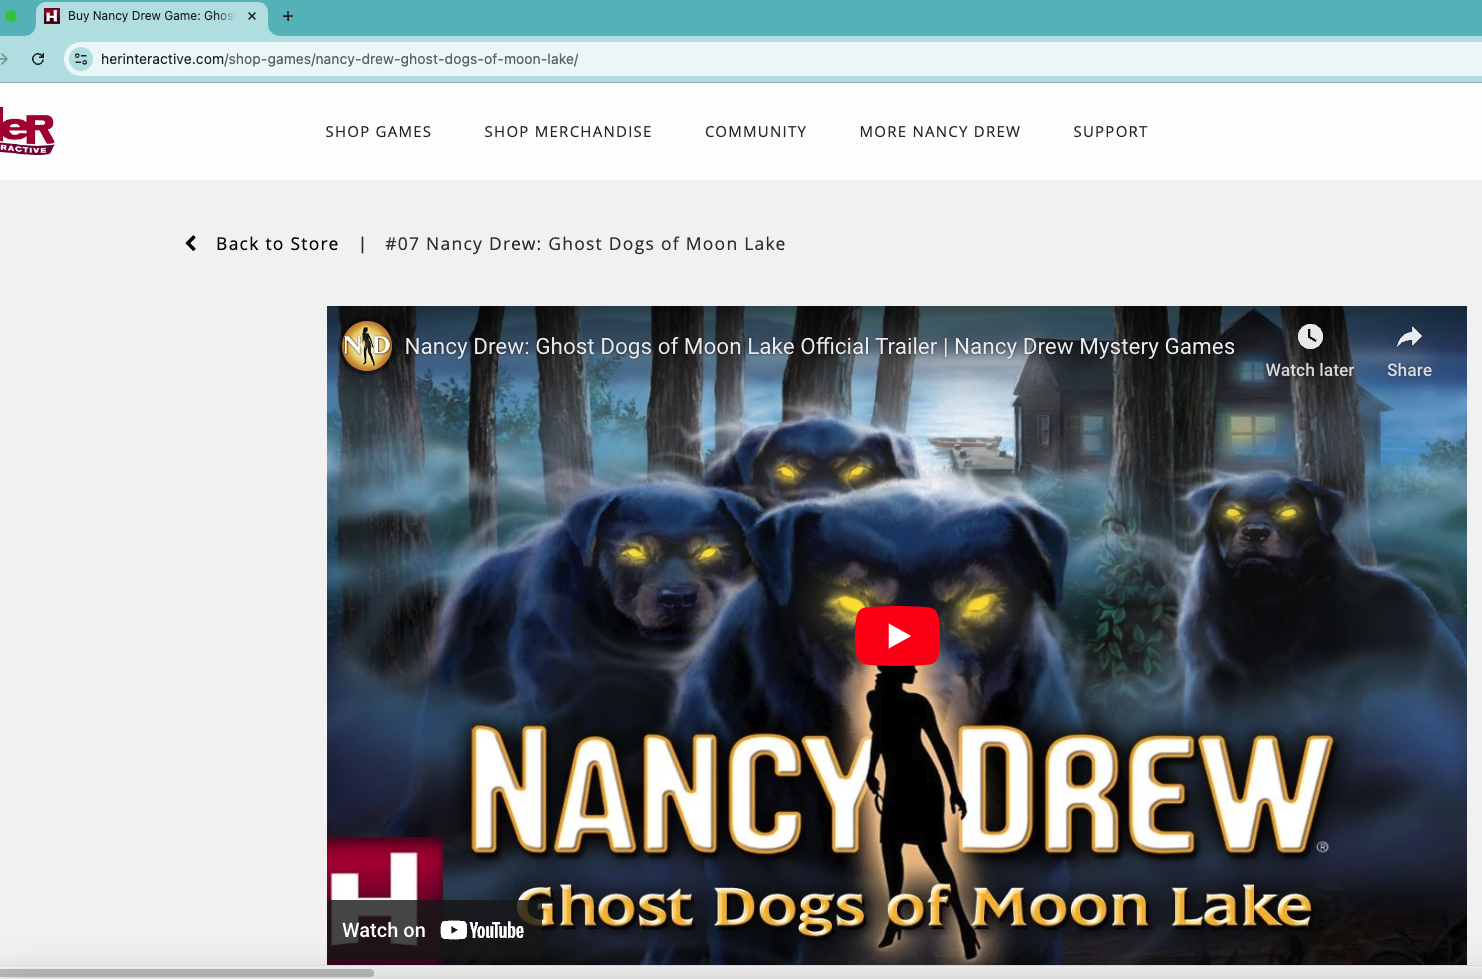 Buy Nancy Drew Game: Ghos
herinteractive.com/shop-games/nancy-drew-ghost-dogs-of-moon-lake/
HeR
RACTIVE
SHOP GAMES SHOP MERCHANDISE COMMUNITY MORE NANCY DREW SUPPORT
Back to Store | #07 Nancy Drew: Ghost Dogs of Moon Lake
ND
Nancy Drew: Ghost Dogs of Moon Lake Official Trailer | Nancy Drew Mystery Games
Watch later
Share
NANCY DREW®
Ghost Dogs of Moon Lake
H
Watch on YouTube